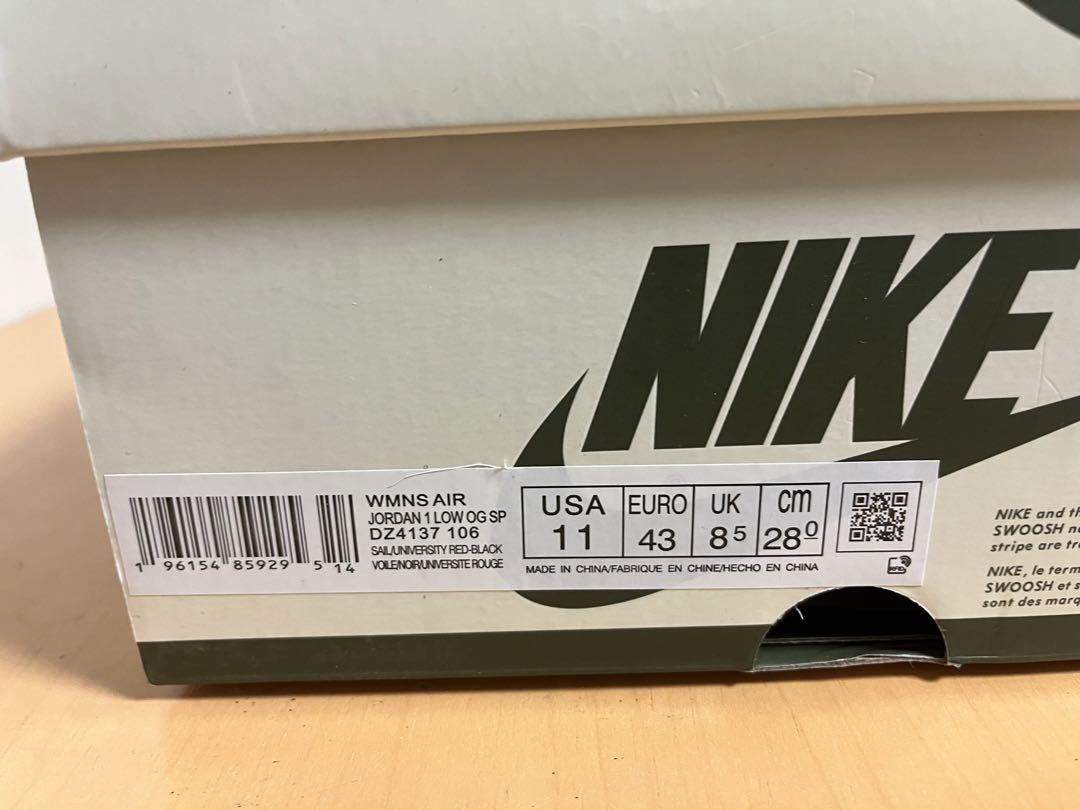 NIKE
WMNS AIR
JORDAN 1 LOW OG SP
DZ4137 106
SAIL/UNIVERSITY RED-BLACK
VOILE/NOIR/UNIVERSITE ROUGE
1 96154 85929 5 14
USA EURO UK cm
11 43 8 5 28 0
MADE IN CHINA/FABRIQUE EN CHINE/HECHO EN CHINA
RFID
NIKE and th
SWOOSH
stripe are tra
NIKE, le term
SWOOSH et s
sont des marq